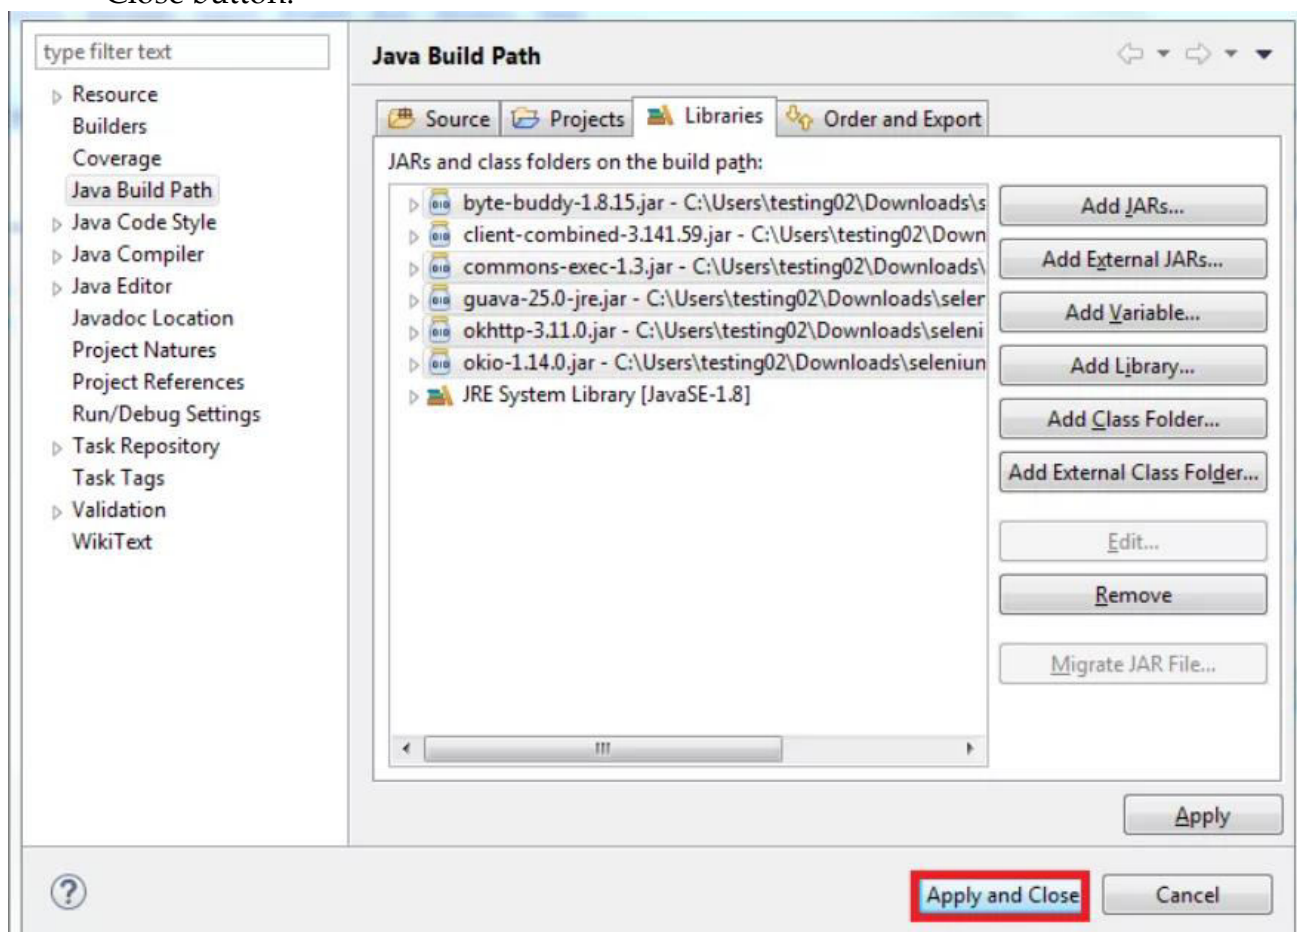 Close button.
type filter text
Resource
Builders
Coverage
Java Build Path
Java Code Style
Java Compiler
Java Editor
Javadoc Location
Project Natures
Project References
Run/Debug Settings
Task Repository
Task Tags
Validation
WikiText
Java Build Path
Source Projects Libraries Order and Export
JARs and class folders on the build path:
byte-buddy-1.8.15.jar - C:\Users\testing02\Downloads\s
client-combined-3.141.59.jar - C:\Users\testing02\Down
commons-exec-1.3.jar - C:\Users\testing02\Downloads\
guava-25.0-jre.jar - C:\Users\testing02\Downloads\seler
okhttp-3.11.0.jar - C:\Users\testing02\Downloads\seleni
okio-1.14.0.jar - C:\Users\testing02\Downloads\seleniun
JRE System Library [JavaSE-1.8]
Add JARs...
Add External JARs...
Add Variable...
Add Library...
Add Class Folder...
Add External Class Folder...
Edit...
Remove
Migrate JAR File...
Apply
Apply and Close
Cancel